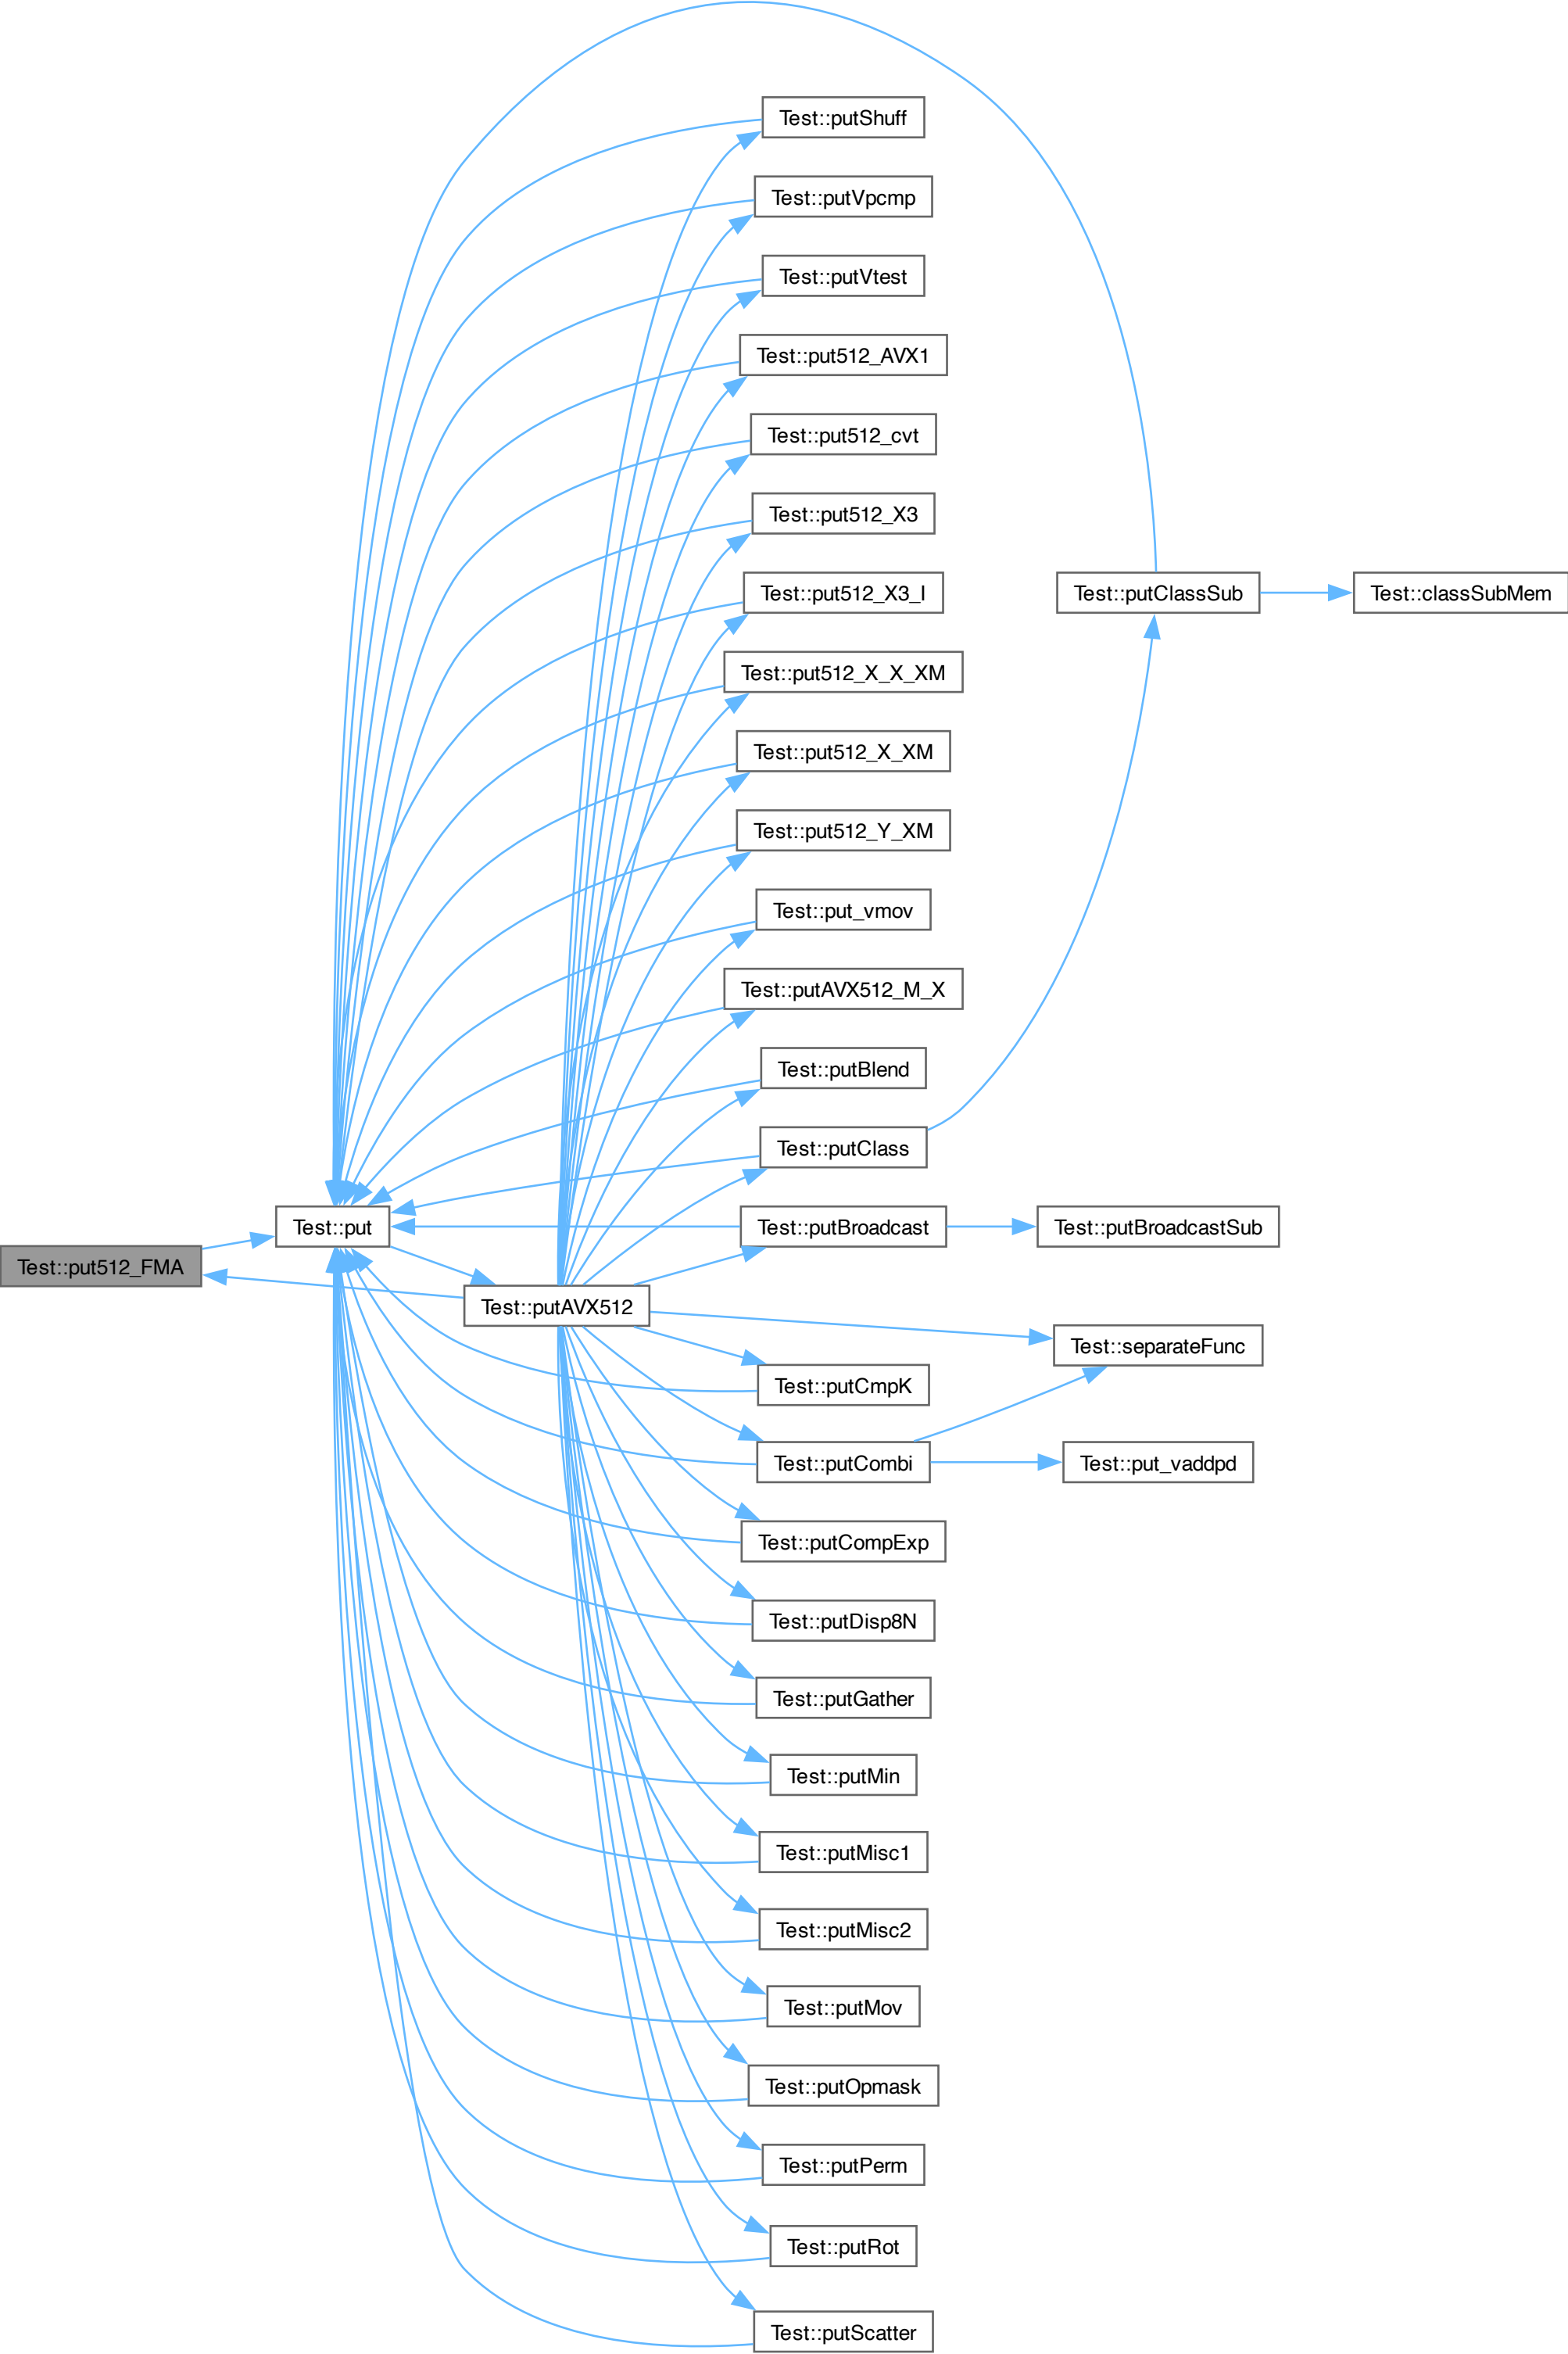 Test::putShuff
Test::putVpcmp
Test::putVtest
Test::put512_AVX1
Test::put512_cvt
Test::put512_X3
Test::put512_X3_I
Test::putClassSub
Test::classSubMem
Test::put512_X_X_XM
Test::put512_X_XM
Test::put512_Y_XM
Test::put_vmov
Test::putAVX512_M_X
Test::putBlend
Test::putClass
Test::put
Test::putBroadcast
Test::putBroadcastSub
Test::put512_FMA
Test::putAVX512
Test::separateFunc
Test::putCmpK
Test::putCombi
Test::put_vaddpd
Test::putCompExp
Test::putDisp8N
Test::putGather
Test::putMin
Test::putMisc1
Test::putMisc2
Test::putMov
Test::putOpmask
Test::putPerm
Test::putRot
Test::putScatter